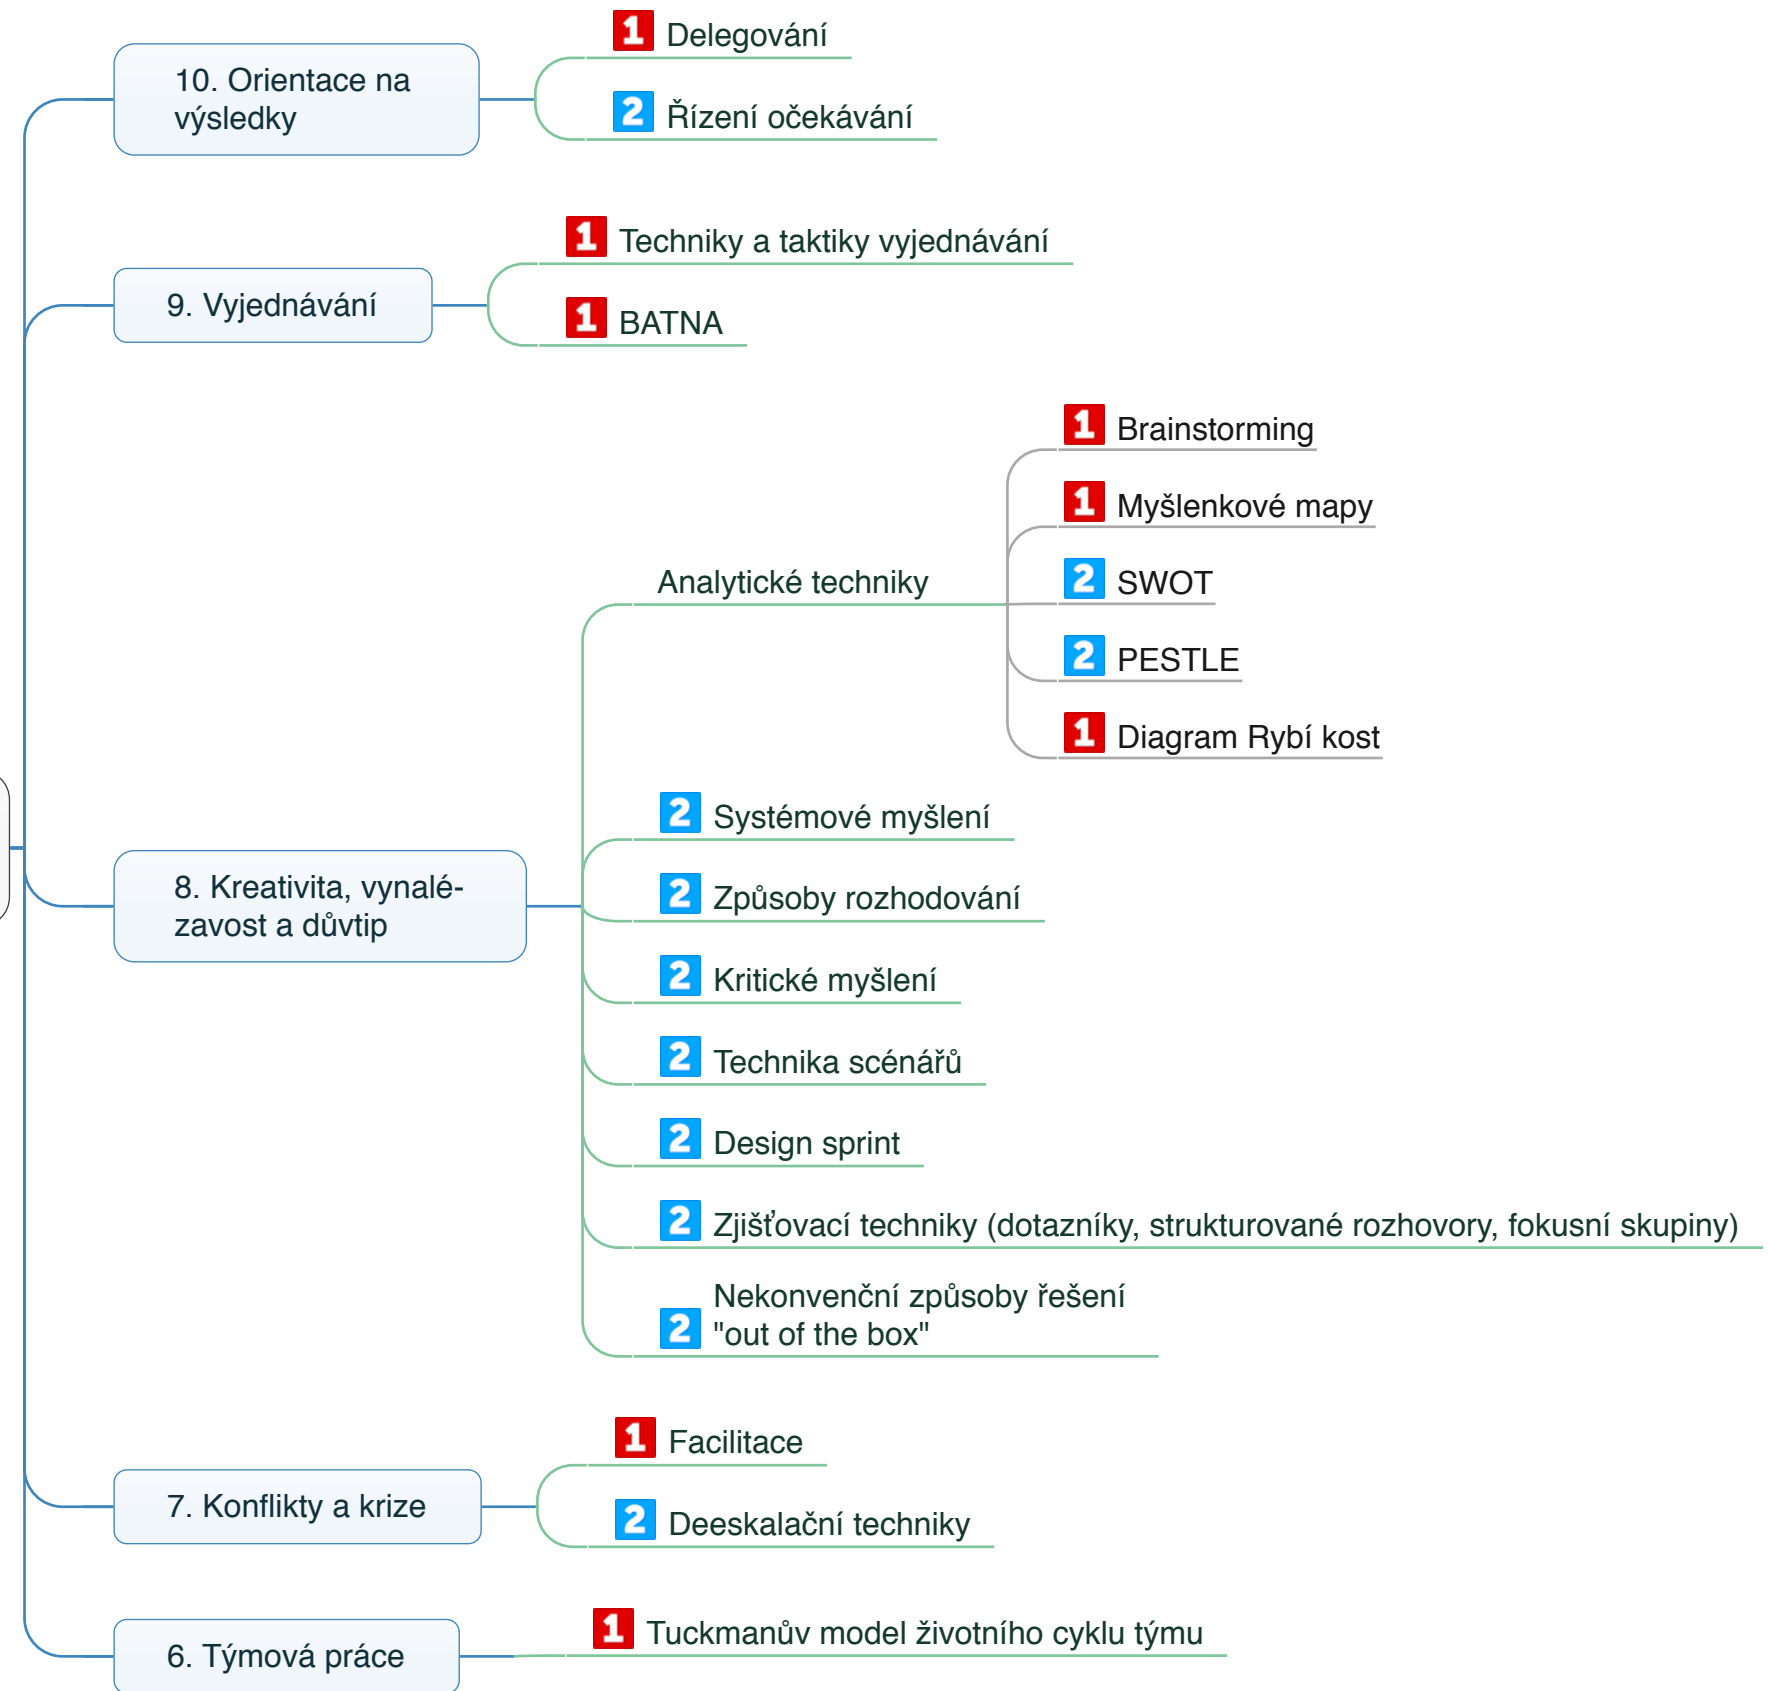 1 Delegování
10. Orientace na
výsledky
2 Řízení očekávání
1 Techniky a taktiky vyjednávání
9. Vyjednávání
1 BATNA
1 Brainstorming
1 Myšlenkové mapy
Analytické techniky
2 SWOT
2 PESTLE
1 Diagram Rybí kost
2 Systémové myšlení
8. Kreativita, vynalé-
zavost a důvtip
2 Způsoby rozhodování
2 Kritické myšlení
2 Technika scénářů
2 Design sprint
2 Zjišťovací techniky (dotazníky, strukturované rozhovory, fokusní skupiny)
Nekonvenční způsoby řešení
2 "out of the box"
1 Facilitace
7. Konflikty a krize
2 Deeskalační techniky
1 Tuckmanův model životního cyklu týmu
6. Týmová práce